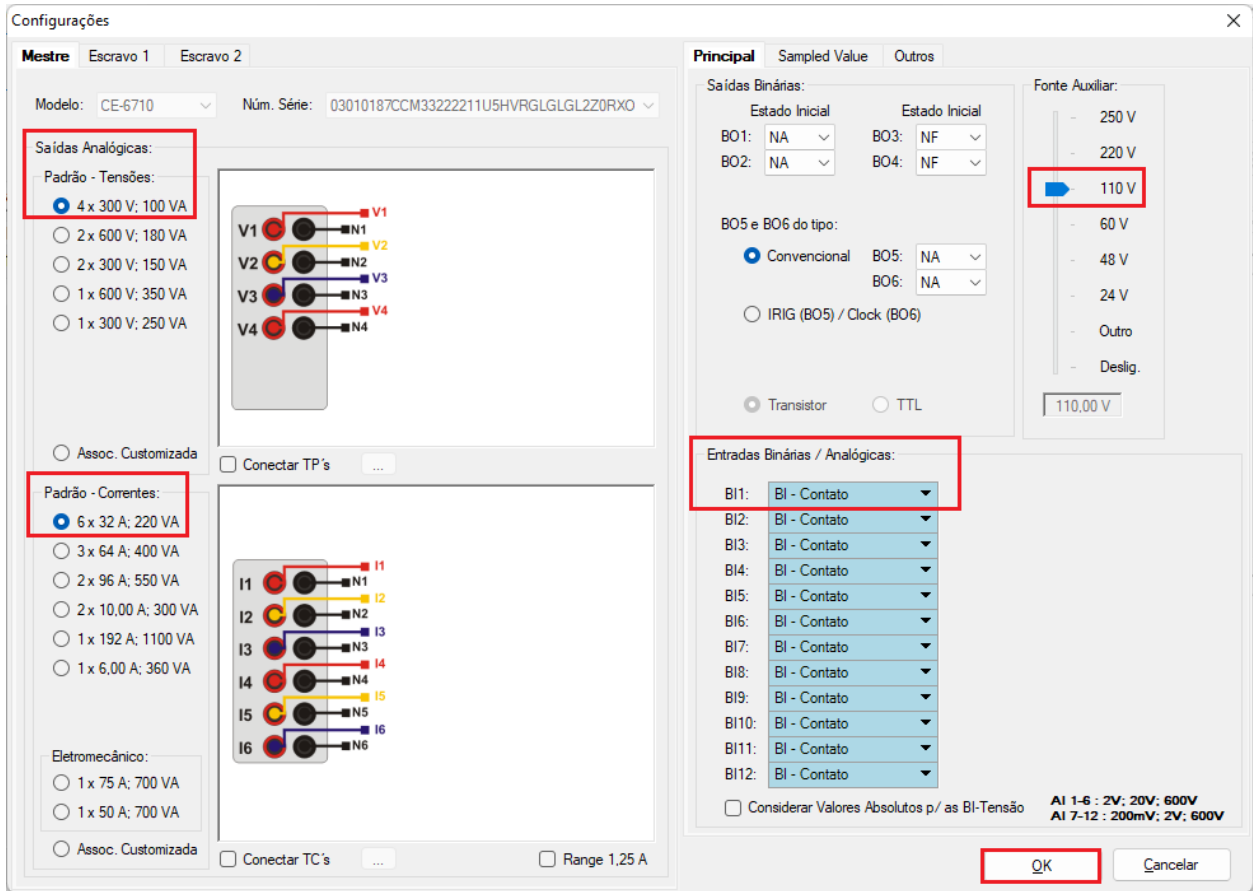 Configurações
Mestre Escravo 1 Escravo 2
Modelo: CE-6710 Núm. Série: 03010187CCM33222211U5HVRGLGLGL2Z0RXO
Saídas Analógicas:
Padrão - Tensões:
4 x 300 V; 100 VA
2 x 600 V; 180 VA
2 x 300 V; 150 VA
1 x 600 V; 350 VA
1 x 300 V; 250 VA
Assoc. Customizada
V1 V1
N1
V2 V2
N2
V3 V3
N3
V4 V4
N4
Conectar TP´s ...
Padrão - Correntes:
6 x 32 A; 220 VA
3 x 64 A; 400 VA
2 x 96 A; 550 VA
2 x 10,00 A; 300 VA
1 x 192 A; 1100 VA
1 x 6,00 A; 360 VA
Eletromecânico:
1 x 75 A; 700 VA
1 x 50 A; 700 VA
Assoc. Customizada
I1 I1
N1
I2 I2
N2
I3 I3
N3
I4 I4
N4
I5 I5
N5
I6 I6
N6
Conectar TC´s ... Range 1,25 A
Principal Sampled Value Outros
Saídas Binárias:
Estado Inicial Estado Inicial
BO1: NA BO3: NF
BO2: NA BO4: NF
BO5 e BO6 do tipo:
Convencional BO5: NA
BO6: NA
IRIG (BO5) / Clock (BO6)
Transistor TTL
Fonte Auxiliar:
250 V
220 V
110 V
60 V
48 V
24 V
Outro
Deslig.
110,00 V
Entradas Binárias / Analógicas:
BI1: BI - Contato
BI2: BI - Contato
BI3: BI - Contato
BI4: BI - Contato
BI5: BI - Contato
BI6: BI - Contato
BI7: BI - Contato
BI8: BI - Contato
BI9: BI - Contato
BI10: BI - Contato
BI11: BI - Contato
BI12: BI - Contato
Considerar Valores Absolutos p/ as BI-Tensão
AI 1-6 : 2V; 20V; 600V
AI 7-12 : 200mV; 2V; 600V
OK Cancelar